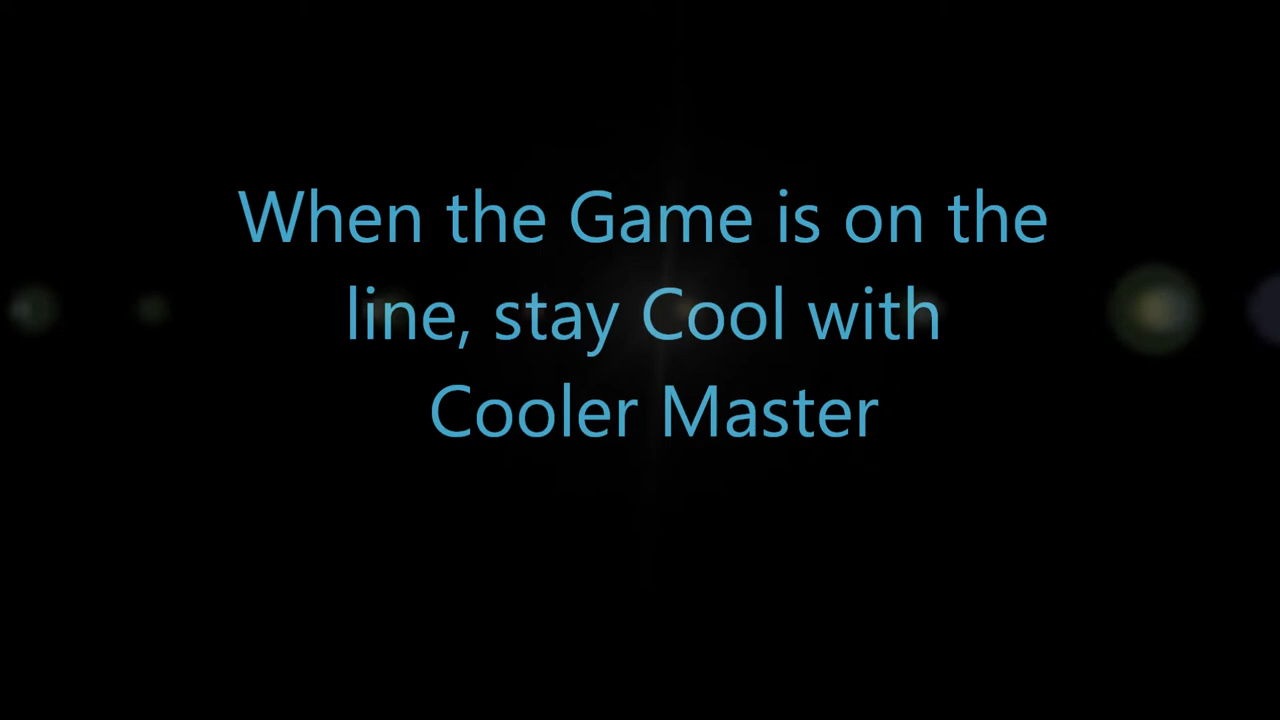 When the Game is on the
line, stay Cool with
Cooler Master